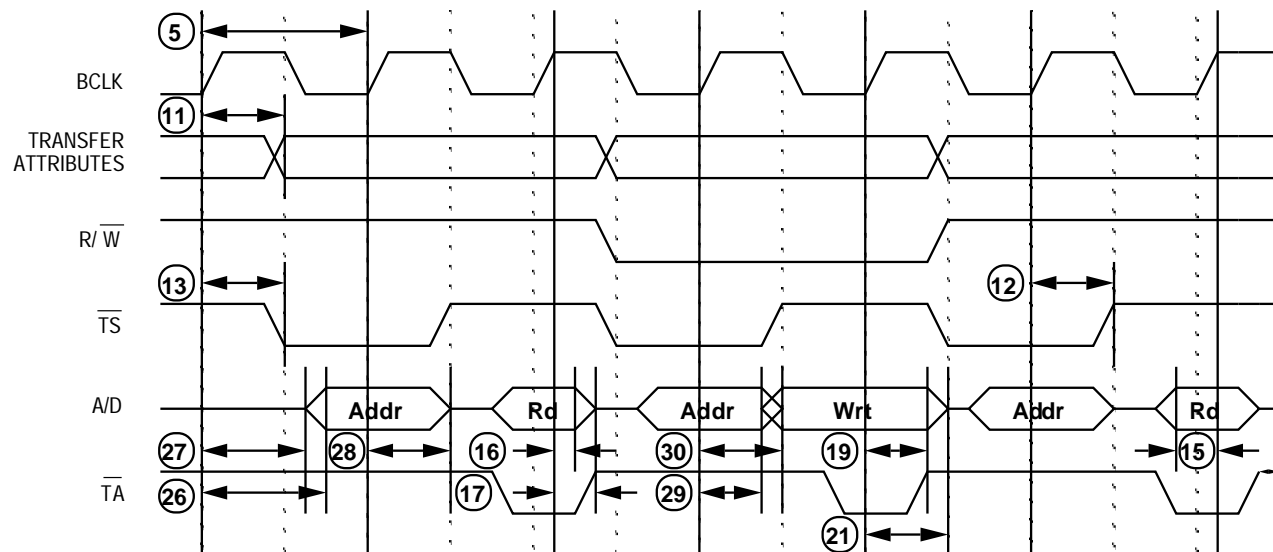 5
BCLK
11
TRANSFER
ATTRIBUTES
R/ W
13
12
TS
A/D
Addr
Rd
Addr
Wrt
Addr
Rd
27
28
16
30
19
15
TA
26
17
29
21